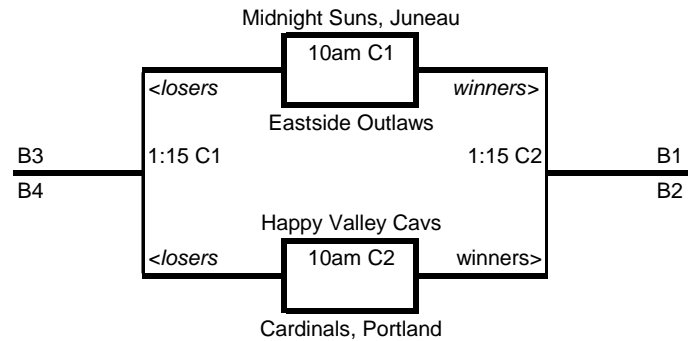 Midnight Suns, Juneau
10am C1
<losers
winners>
Eastside Outlaws
B3
1:15 C1
1:15 C2
B1
B4
B2
Happy Valley Cavs
<losers
10am C2
winners>
Cardinals, Portland